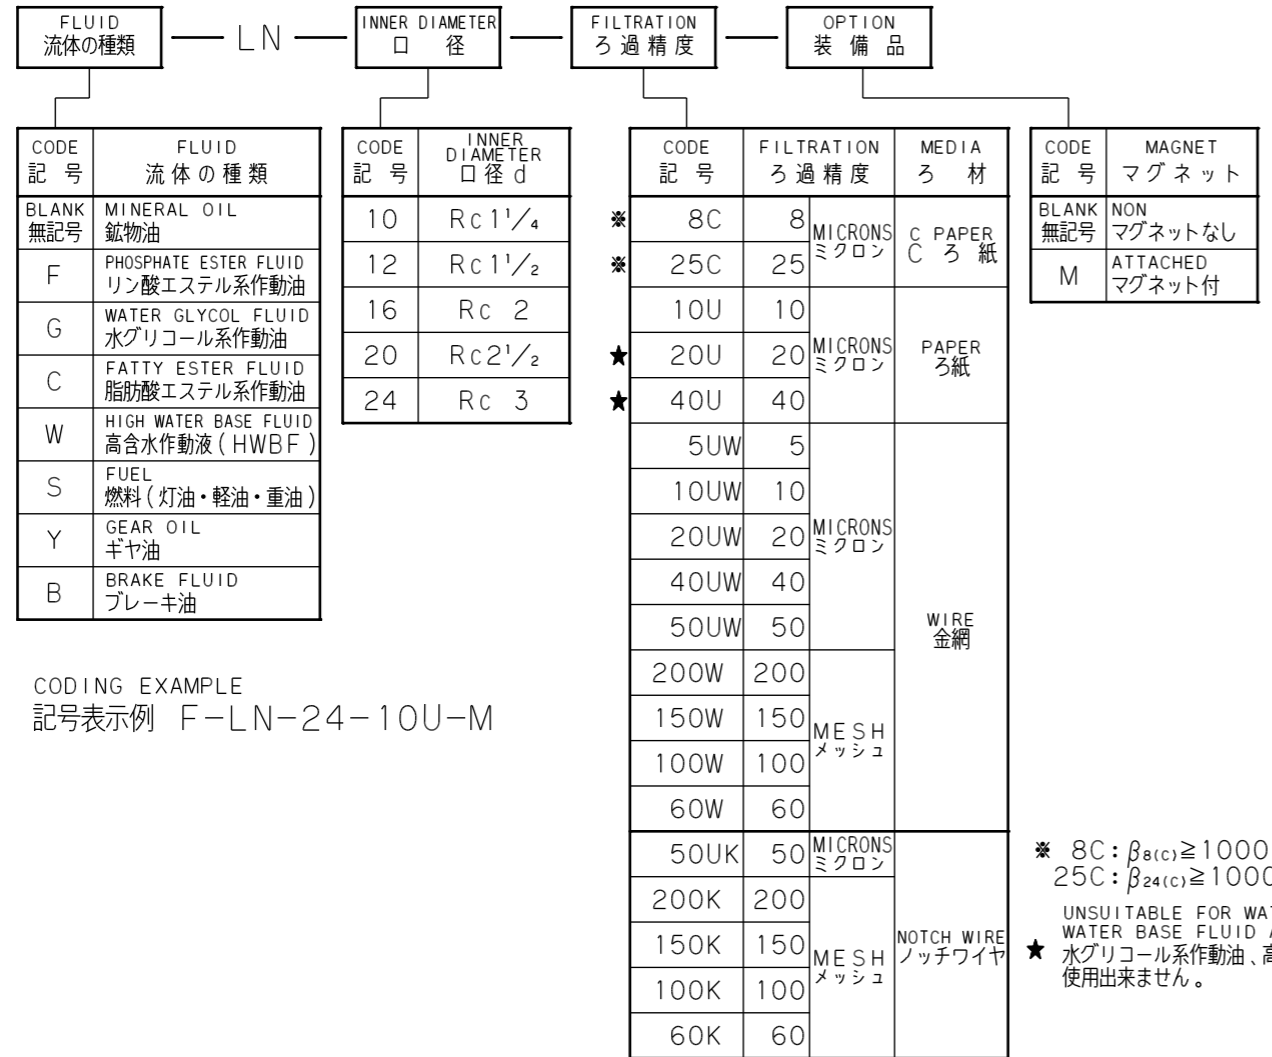 FLUID
流体の種類
LN
INNER DIAMETER
口 径
FILTRATION
ろ過精度
OPTION
装備品
CODE 記号 FLUID 流体の種類
BLANK 無記号 MINERAL OIL 鉱物油
F PHOSPHATE ESTER FLUID リン酸エステル系作動油
G WATER GLYCOL FLUID 水グリコール系作動油
C FATTY ESTER FLUID 脂肪酸エステル系作動油
W HIGH WATER BASE FLUID 高含水作動液(HWBF)
S FUEL 燃料(灯油・軽油・重油)
Y GEAR OIL ギヤ油
B BRAKE FLUID ブレーキ油
CODE 記号 INNER DIAMETER 口径d
10 Rc1¹⁄₄
12 Rc1¹⁄₂
16 Rc 2
20 Rc2¹⁄₂
24 Rc 3
CODE 記号 FILTRATION ろ過精度 MEDIA ろ材
※ 8C 8 MICRONS ミクロン C PAPER Cろ紙
※ 25C 25
10U 10 MICRONS ミクロン PAPER ろ紙
★ 20U 20
★ 40U 40
5UW 5 MICRONS ミクロン WIRE 金網
10UW 10
20UW 20
40UW 40
50UW 50
200W 200 MESH メッシュ
150W 150
100W 100
60W 60
50UK 50 MICRONS ミクロン NOTCH WIRE ノッチワイヤ
200K 200 MESH メッシュ
150K 150
100K 100
60K 60
CODE 記号 MAGNET マグネット
BLANK 無記号 NON マグネットなし
M ATTACHED マグネット付
CODING EXAMPLE
記号表示例 F-LN-24-10U-M
※ 8C:β8(C)≧1000
25C:β24(C)≧1000
UNSUITABLE FOR
WATER BASE FLUID
★ 水グリコール系作動油、
使用出来ません。